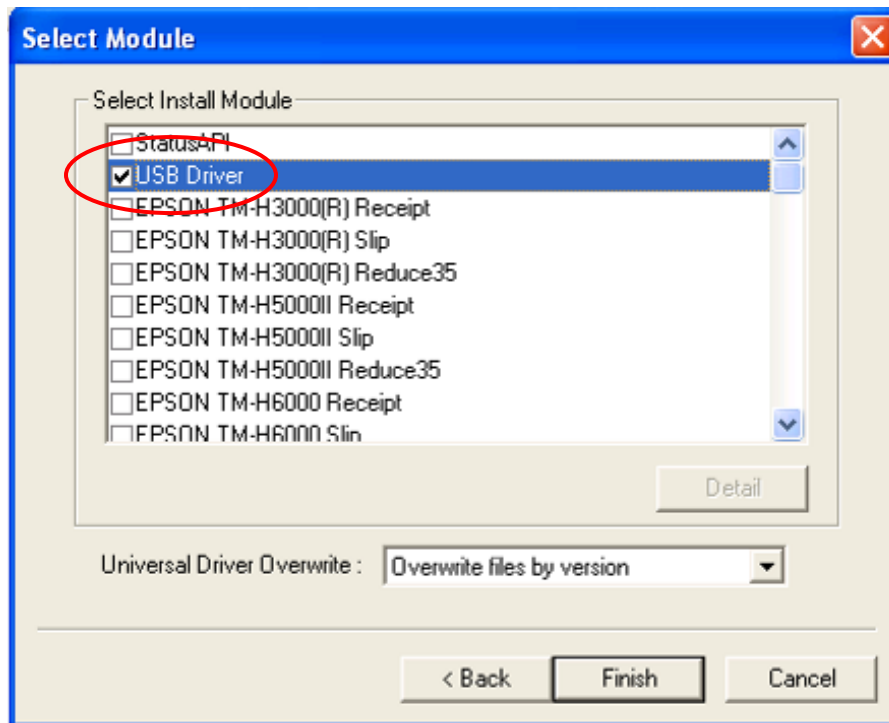 Select Module
Select Install Module
StatusAPI
USB Driver
EPSON TM-H3000(R) Receipt
EPSON TM-H3000(R) Slip
EPSON TM-H3000(R) Reduce35
EPSON TM-H5000II Receipt
EPSON TM-H5000II Slip
EPSON TM-H5000II Reduce35
EPSON TM-H6000 Receipt
EPSON TM-H6000 Slip
Detail
Universal Driver Overwrite : Overwrite files by version
< Back Finish Cancel